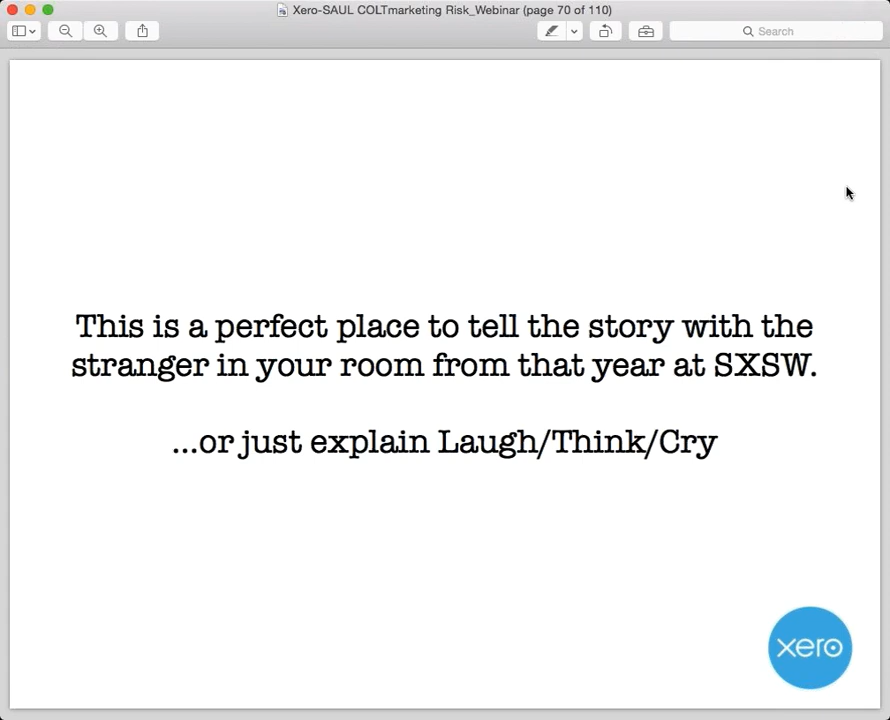 Xero-SAUL COLTmarketing Risk_Webinar (page 70 of 110)
Search
This is a perfect place to tell the story with the
stranger in your room from that year at SXSW.
...or just explain Laugh/Think/Cry
xero